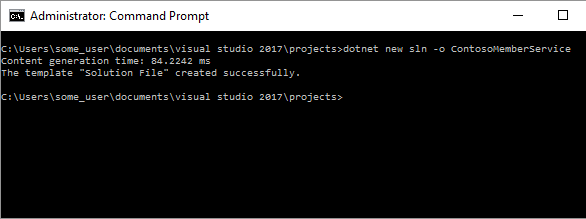 Administrator: Command Prompt
C:\Users\some_user\documents\visual studio 2017\projects>dotnet new sln -o ContosoMemberService
Content generation time: 84.2242 ms
The template "Solution File" created successfully.
C:\Users\some_user\documents\visual studio 2017\projects>